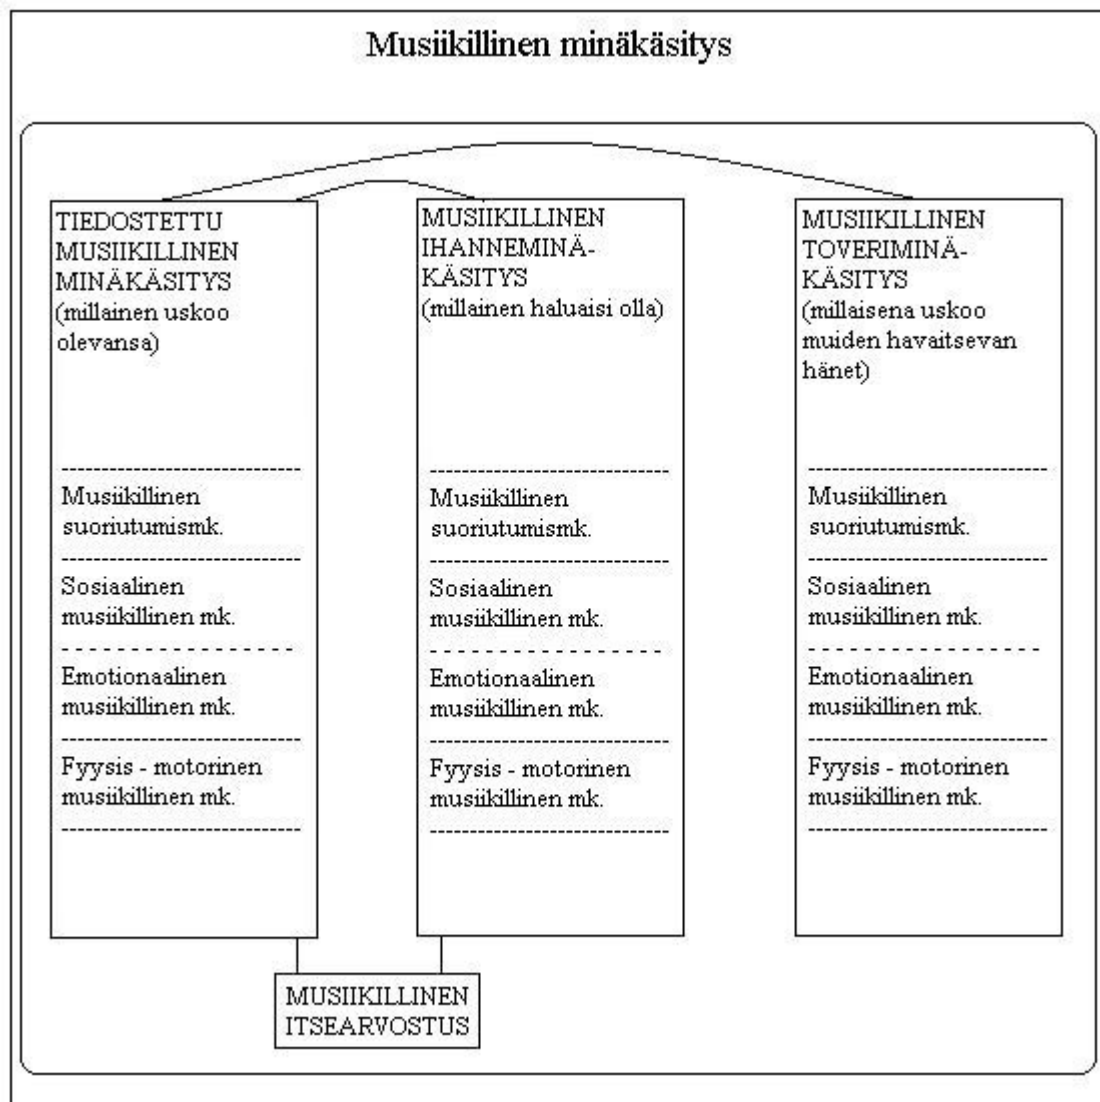 Musiikillinen minäkäsitys
TIEDOSTETTU
MUSIIKILLINEN
MINÄKÄSITYS
(millainen uskoo
olevansa)
Musiikillinen
suoriutumismk.
Sosiaalinen
musiikillinen mk.
Emotionaalinen
musiikillinen mk.
Fyysis - motorinen
musiikillinen mk.
MUSIIKILLINEN
IHANNEMINÄ-
KÄSITYS
(millainen haluaisi olla)
Musiikillinen
suoriutumismk.
Sosiaalinen
musiikillinen mk.
Emotionaalinen
musiikillinen mk.
Fyysis - motorinen
musiikillinen mk.
MUSIIKILLINEN
TOVERIMINÄ-
KÄSITYS
(millaisena uskoo
muiden havaitsevan
hänet)
Musiikillinen
suoriutumismk.
Sosiaalinen
musiikillinen mk.
Emotionaalinen
musiikillinen mk.
Fyysis - motorinen
musiikillinen mk.
MUSIIKILLINEN
ITSEARVOSTUS